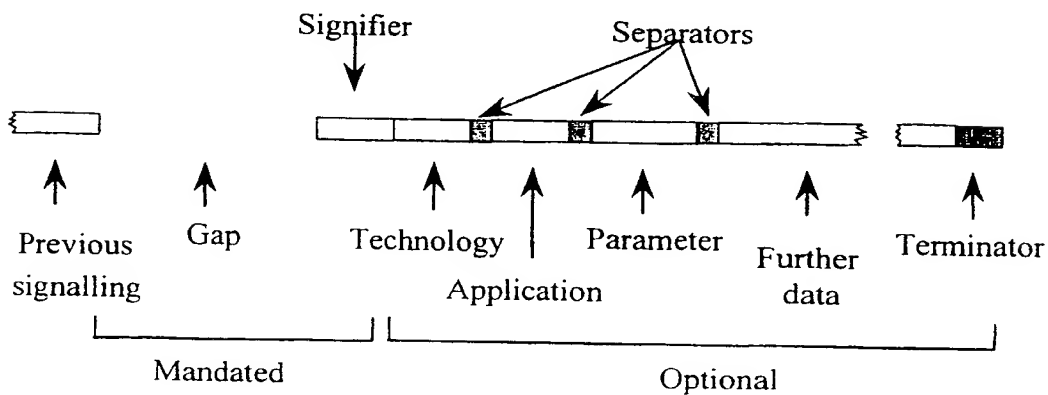 Signifier
Separators
Previous
signalling
Gap
Technology
Application
Parameter
Further
data
Terminator
Mandated
Optional